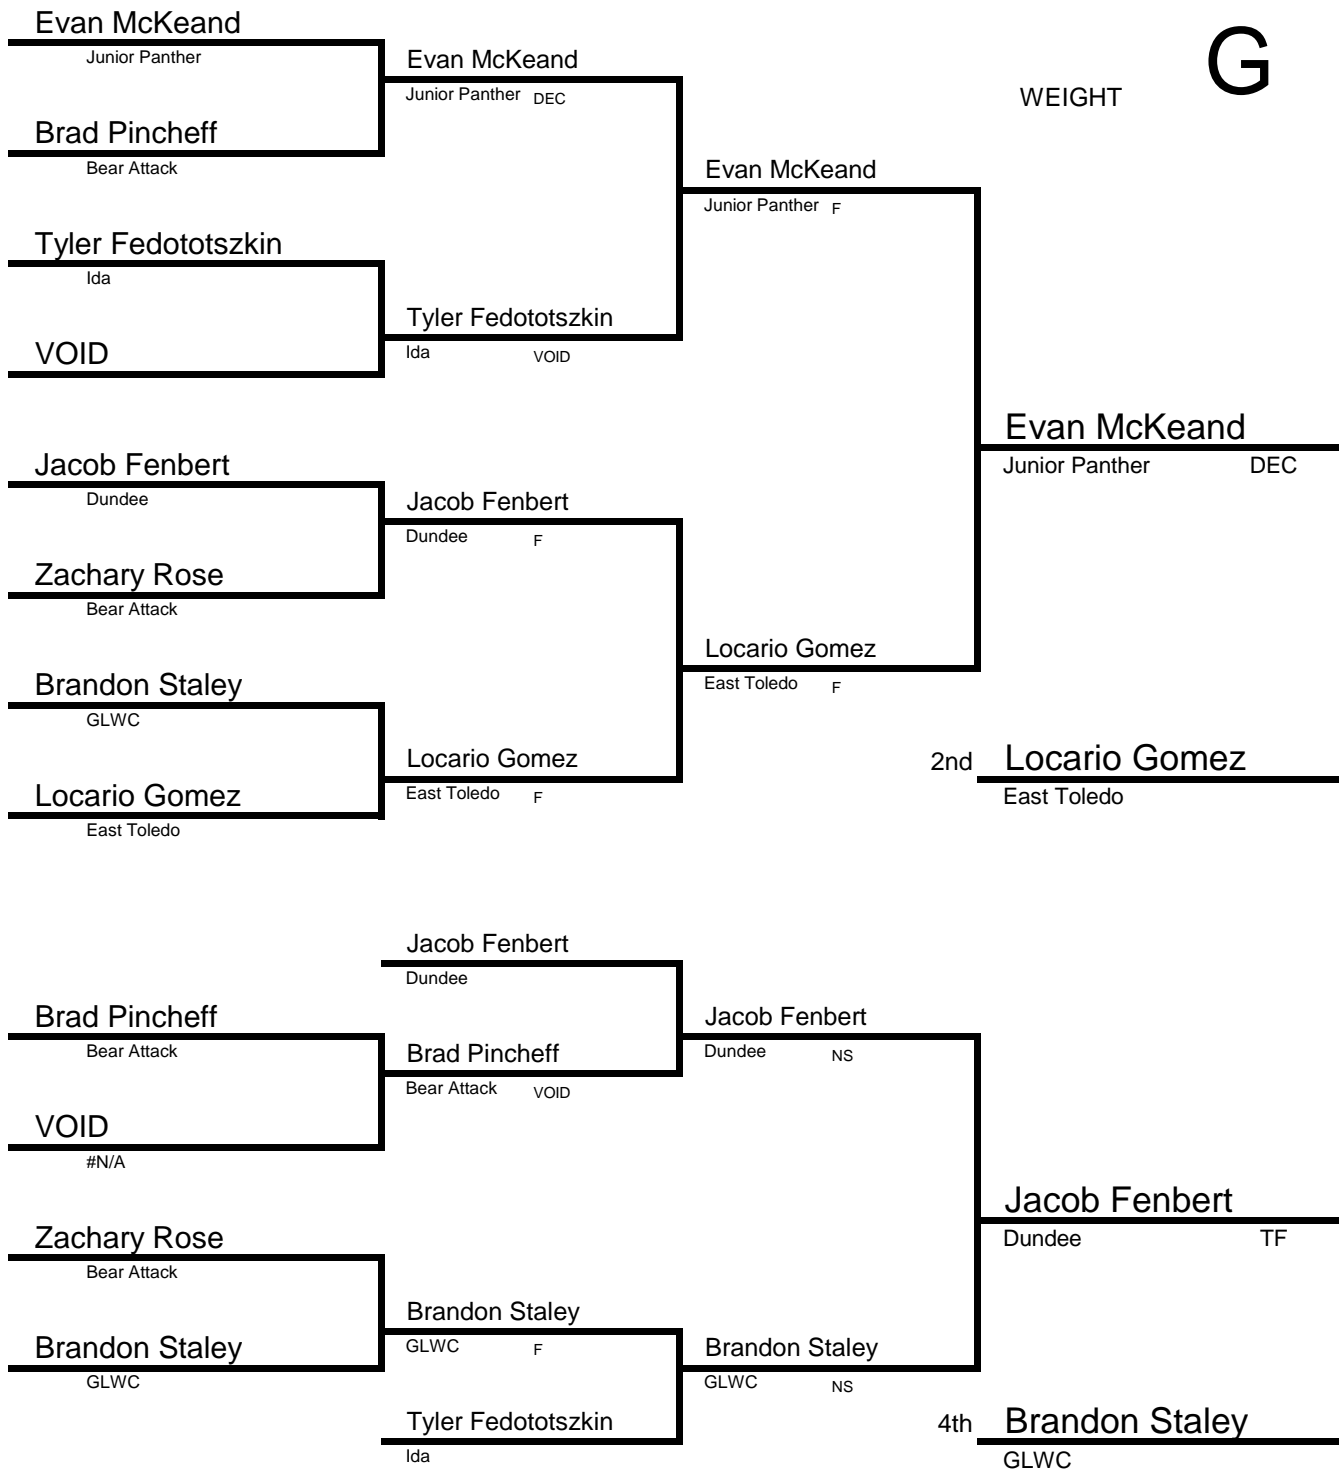 Evan McKeand
Junior Panther
Evan McKeand
Junior Panther DEC
G
WEIGHT
Brad Pincheff
Bear Attack
Evan McKeand
Junior Panther F
Tyler Fedototszkin
Ida
Tyler Fedototszkin
Ida VOID
VOID
Evan McKeand
Junior Panther DEC
Jacob Fenbert
Dundee
Jacob Fenbert
Dundee F
Zachary Rose
Bear Attack
Locario Gomez
East Toledo F
Brandon Staley
GLWC
Locario Gomez
East Toledo F
2nd Locario Gomez
East Toledo
Locario Gomez
East Toledo
Jacob Fenbert
Dundee
Brad Pincheff
Bear Attack
Jacob Fenbert
Dundee NS
Brad Pincheff
Bear Attack VOID
VOID
#N/A
Jacob Fenbert
Dundee TF
Zachary Rose
Bear Attack
Brandon Staley
GLWC F
Brandon Staley
GLWC
Brandon Staley
GLWC NS
Tyler Fedototszkin
Ida
4th Brandon Staley
GLWC